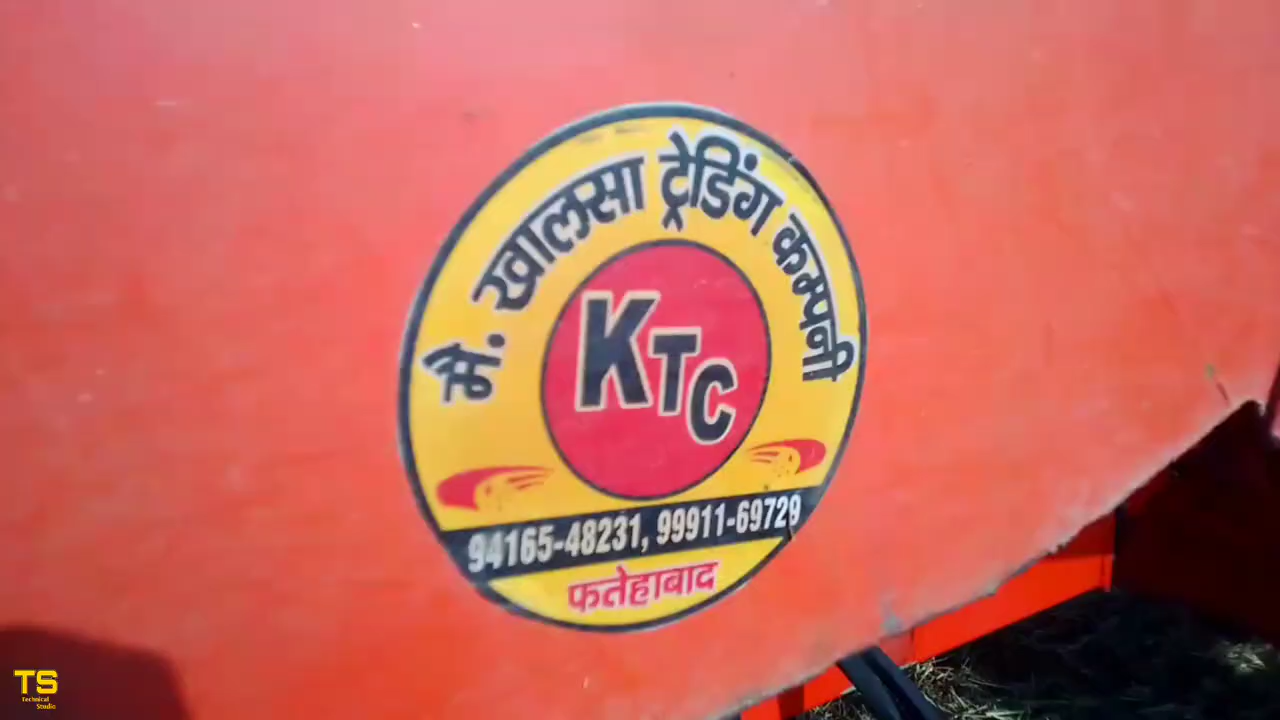 मै. खालसा ट्रेडिंग कम्पनी
KTC
94165-48231, 99911-69729
फतेहाबाद
TS
Technical
Studio